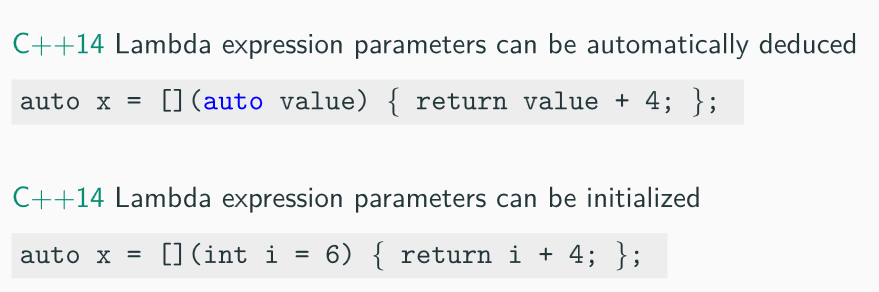 C++14 Lambda expression parameters can be automatically deduced
auto x = [](auto value) { return value + 4; };
C++14 Lambda expression parameters can be initialized
auto x = [](int i = 6) { return i + 4; };